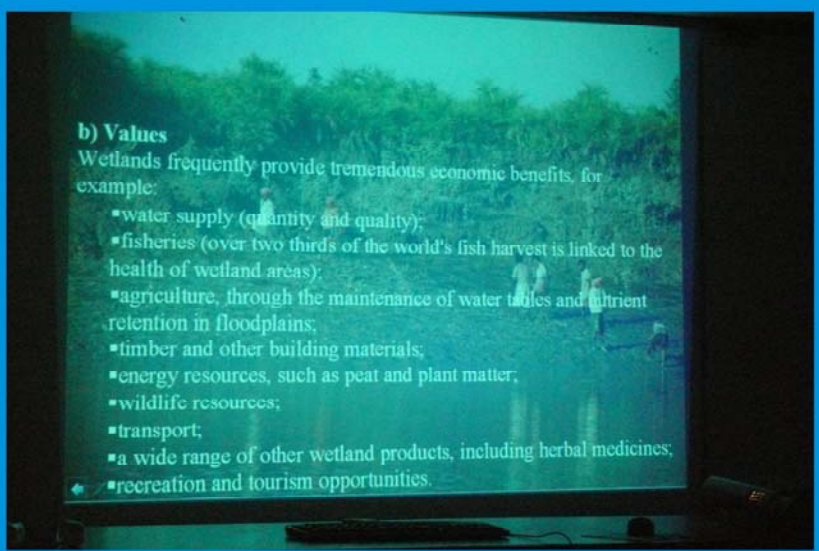 b) Values
Wetlands frequently provide tremendous economic benefits, for
example:
▪water supply (quantity and quality);
▪fisheries (over two thirds of the world's fish harvest is linked to the
health of wetland areas);
▪agriculture, through the maintenance of water tables and nutrient
retention in floodplains;
▪timber and other building materials;
▪energy resources, such as peat and plant matter;
▪wildlife resources;
▪transport;
▪a wide range of other wetland products, including herbal medicines;
▪recreation and tourism opportunities.